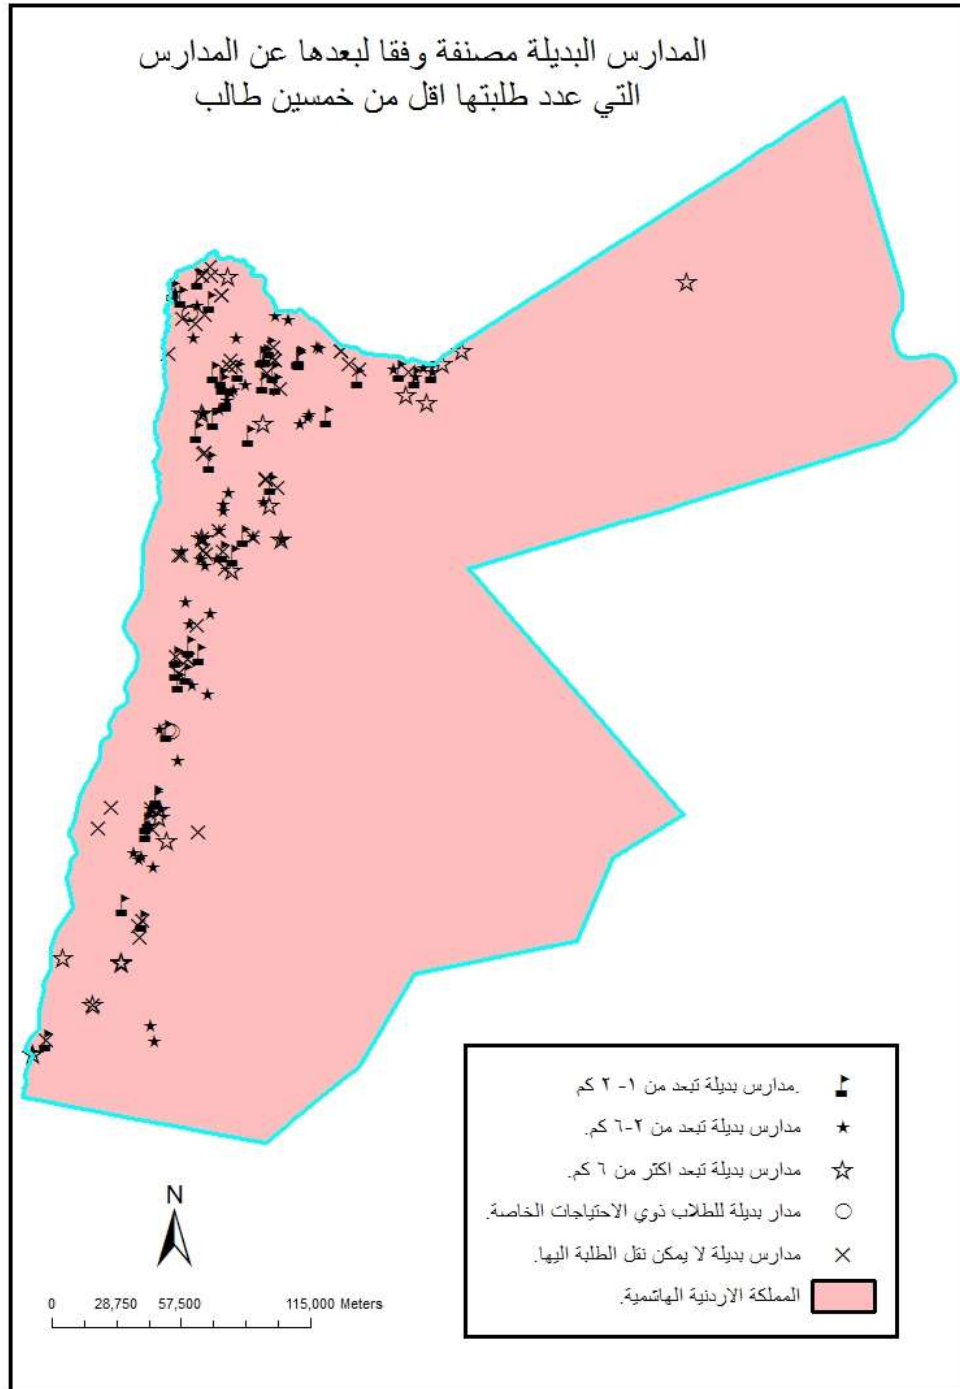 المدارس البديلة مصنفة وفقا لبعدها عن المدارس
التي عدد طلبتها اقل من خمسين طالب
مدارس بديلة تبعد من ١- ٢ كم.
مدارس بديلة تبعد من ٢-٦ كم.
مدارس بديلة تبعد اكثر من ٦ كم.
مدار بديلة للطلاب ذوي الاحتياجات الخاصة.
مدارس بديلة لا يمكن نقل الطلبة اليها.
المملكة الاردنية الهاشمية.
N
0 28,750 57,500 115,000 Meters